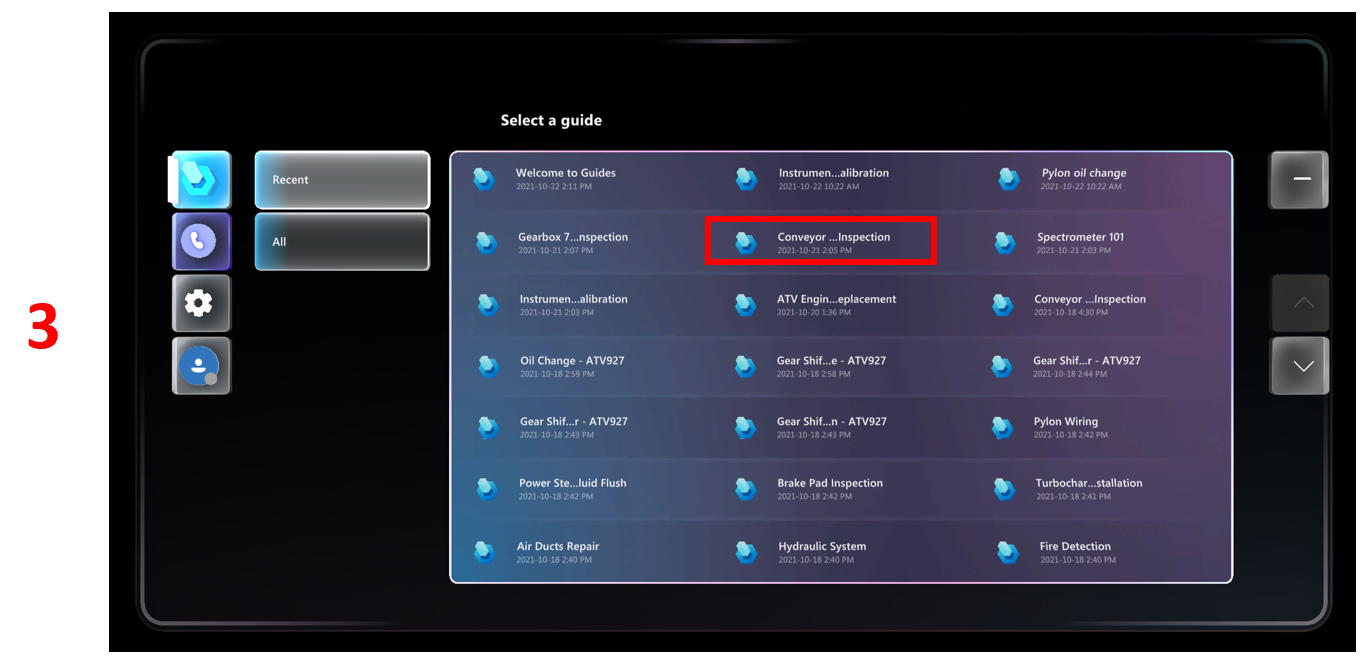 Select a guide
3
Recent
All
Welcome to Guides
2021-10-22 2:11 PM
Instrumen...alibration
2021-10-22 10:22 AM
Pylon oil change
2021-10-22 10:22 AM
Gearbox 7...nspection
2021-10-21 2:07 PM
Conveyor ...Inspection
2021-10-21 2:05 PM
Spectrometer 101
2021-10-21 2:03 PM
Instrumen...alibration
2021-10-21 2:03 PM
ATV Engin...eplacement
2021-10-20 1:36 PM
Conveyor ...Inspection
2021-10-18 4:30 PM
Oil Change - ATV927
2021-10-18 2:59 PM
Gear Shif...e - ATV927
2021-10-18 2:58 PM
Gear Shif...r - ATV927
2021-10-18 2:44 PM
Gear Shif...r - ATV927
2021-10-18 2:43 PM
Gear Shif...n - ATV927
2021-10-18 2:43 PM
Pylon Wiring
2021-10-18 2:42 PM
Power Ste...luid Flush
2021-10-18 2:42 PM
Brake Pad Inspection
2021-10-18 2:42 PM
Turbochar...stallation
2021-10-18 2:41 PM
Air Ducts Repair
2021-10-18 2:40 PM
Hydraulic System
2021-10-18 2:40 PM
Fire Detection
2021-10-18 2:40 PM